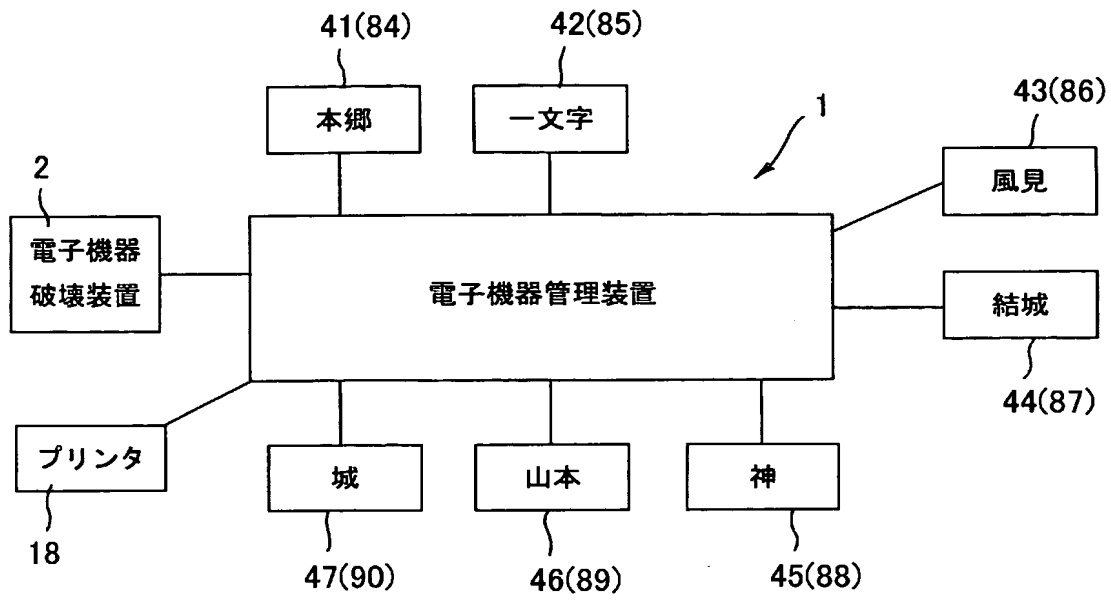 41(84)
42(85)
本郷
一文字
1
43(86)
風見
2
電子機器
破壊装置
電子機器管理装置
結城
44(87)
プリンタ
18
城
山本
神
47(90)
46(89)
45(88)